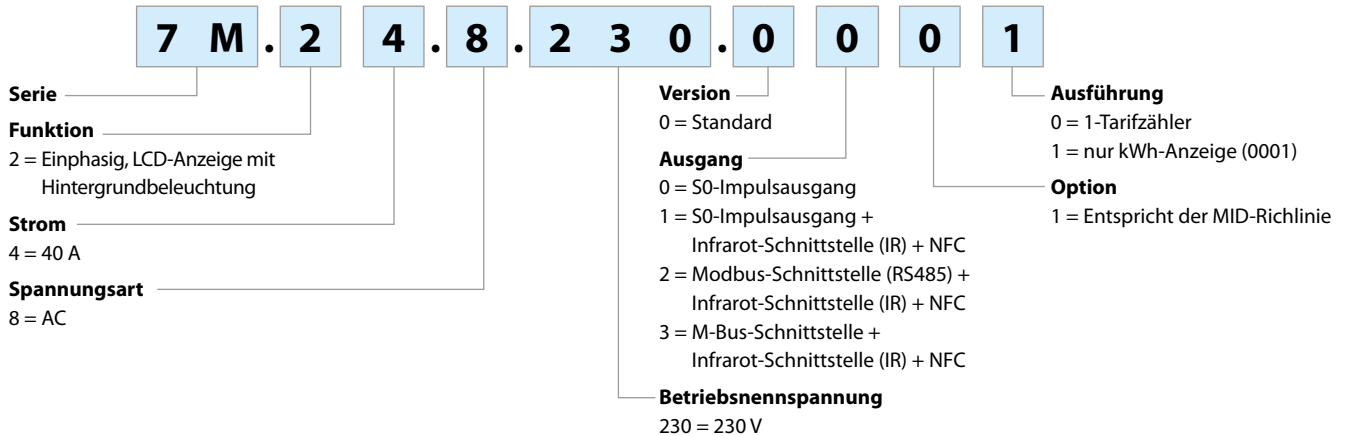 7 M . 2 4 . 8 . 2 3 0 . 0 0 0 1
Serie
Funktion
2 = Einphasig, LCD-Anzeige mit
Hintergrundbeleuchtung
Strom
4 = 40 A
Spannungsart
8 = AC
Version
0 = Standard
Ausgang
0 = S0-Impulsausgang
1 = S0-Impulsausgang +
Infrarot-Schnittstelle (IR) + NFC
2 = Modbus-Schnittstelle (RS485) +
Infrarot-Schnittstelle (IR) + NFC
3 = M-Bus-Schnittstelle +
Infrarot-Schnittstelle (IR) + NFC
Betriebsnennspannung
230 = 230 V
Ausführung
0 = 1-Tarifzähler
1 = nur kWh-Anzeige (0001)
Option
1 = Entspricht der MID-Richlinie